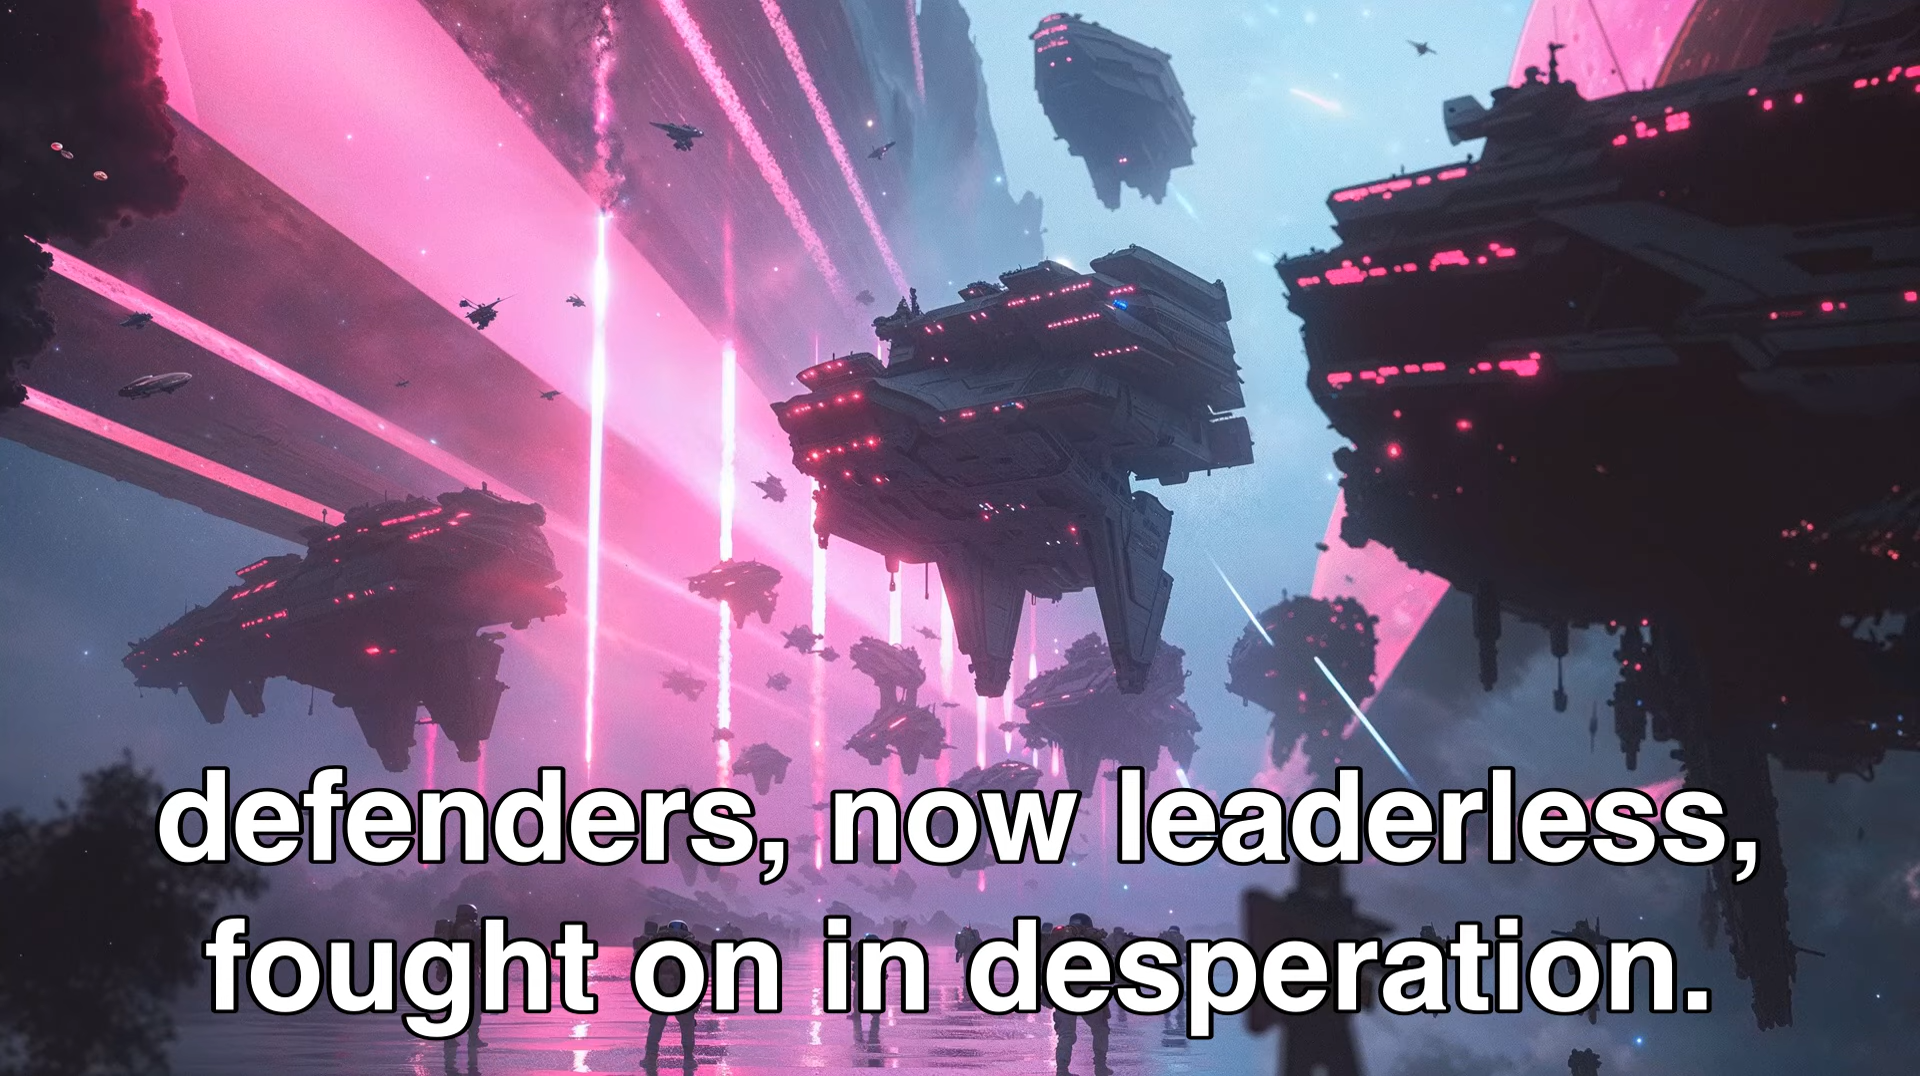 defenders, now leaderless,
fought on in desperation.